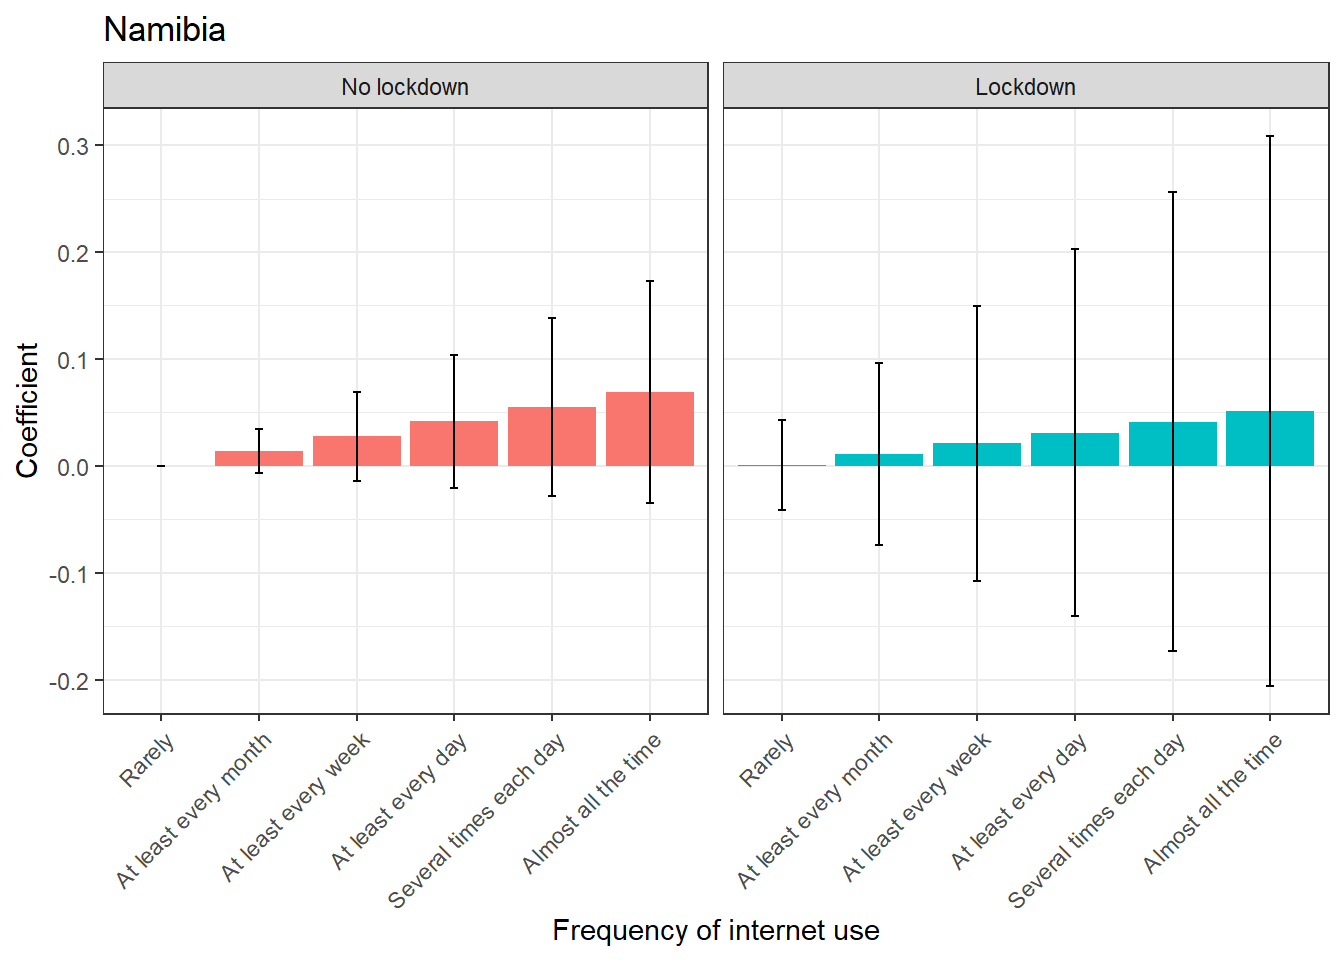 Namibia
No lockdown
Lockdown
Coefficient
0.3
0.2
0.1
0.0
-0.1
-0.2
Rarely
At least every month
At least every week
At least every day
Several times each day
Almost all the time
Rarely
At least every month
At least every week
At least every day
Several times each day
Almost all the time
Frequency of internet use